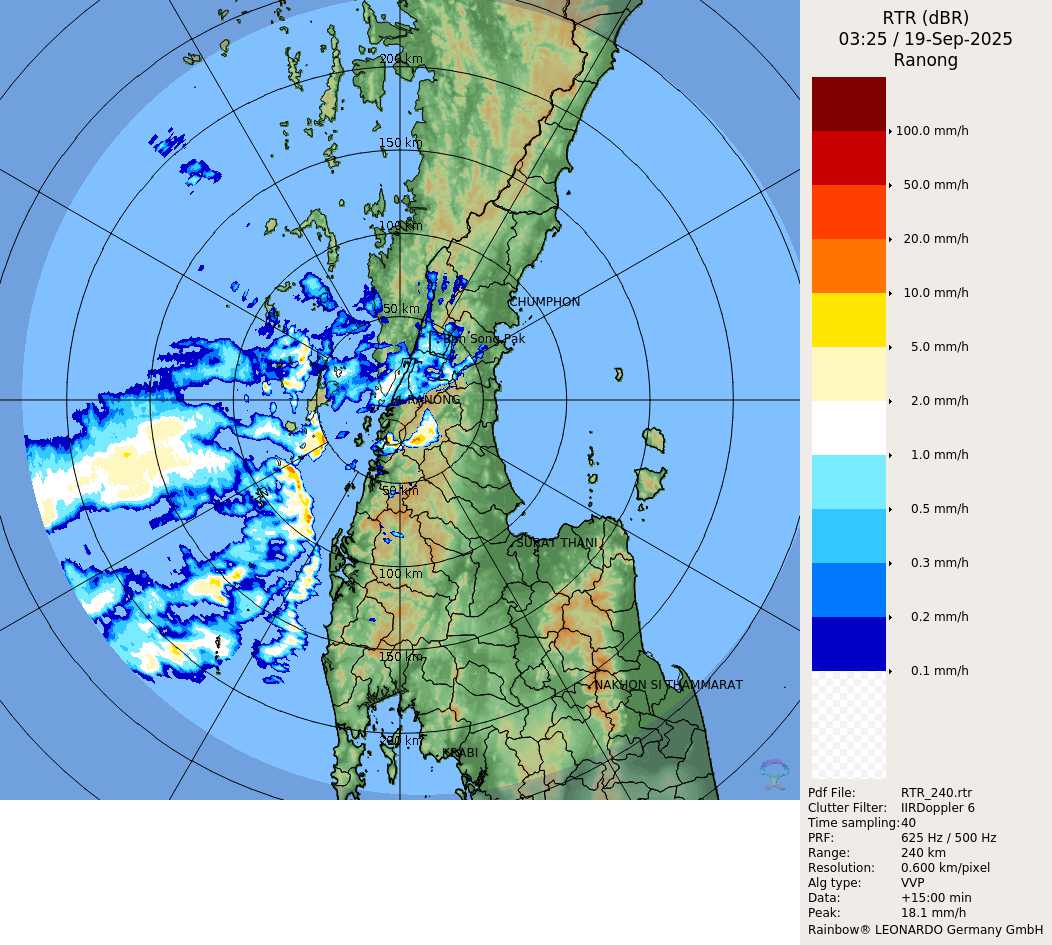 RTR (dBR)
03:25 / 19-Sep-2025
Ranong
100.0 mm/h
50.0 mm/h
20.0 mm/h
10.0 mm/h
5.0 mm/h
2.0 mm/h
1.0 mm/h
0.5 mm/h
0.3 mm/h
0.2 mm/h
0.1 mm/h
Pdf File: RTR_240.rtr
Clutter Filter: IIRDoppler 6
Time sampling: 40
PRF: 625 Hz / 500 Hz
Range: 240 km
Resolution: 0.600 km/pixel
Alg type: VVP
Data: +15:00 min
Peak: 18.1 mm/h
Rainbow® LEONARDO Germany GmbH
200 km
150 km
100 km
50 km
CHUMPHON
Ban Song Pak
RANONG
50 km
SURAT THANI
100 km
150 km
NAKHON SI THAMMARAT
200 km
KRABI